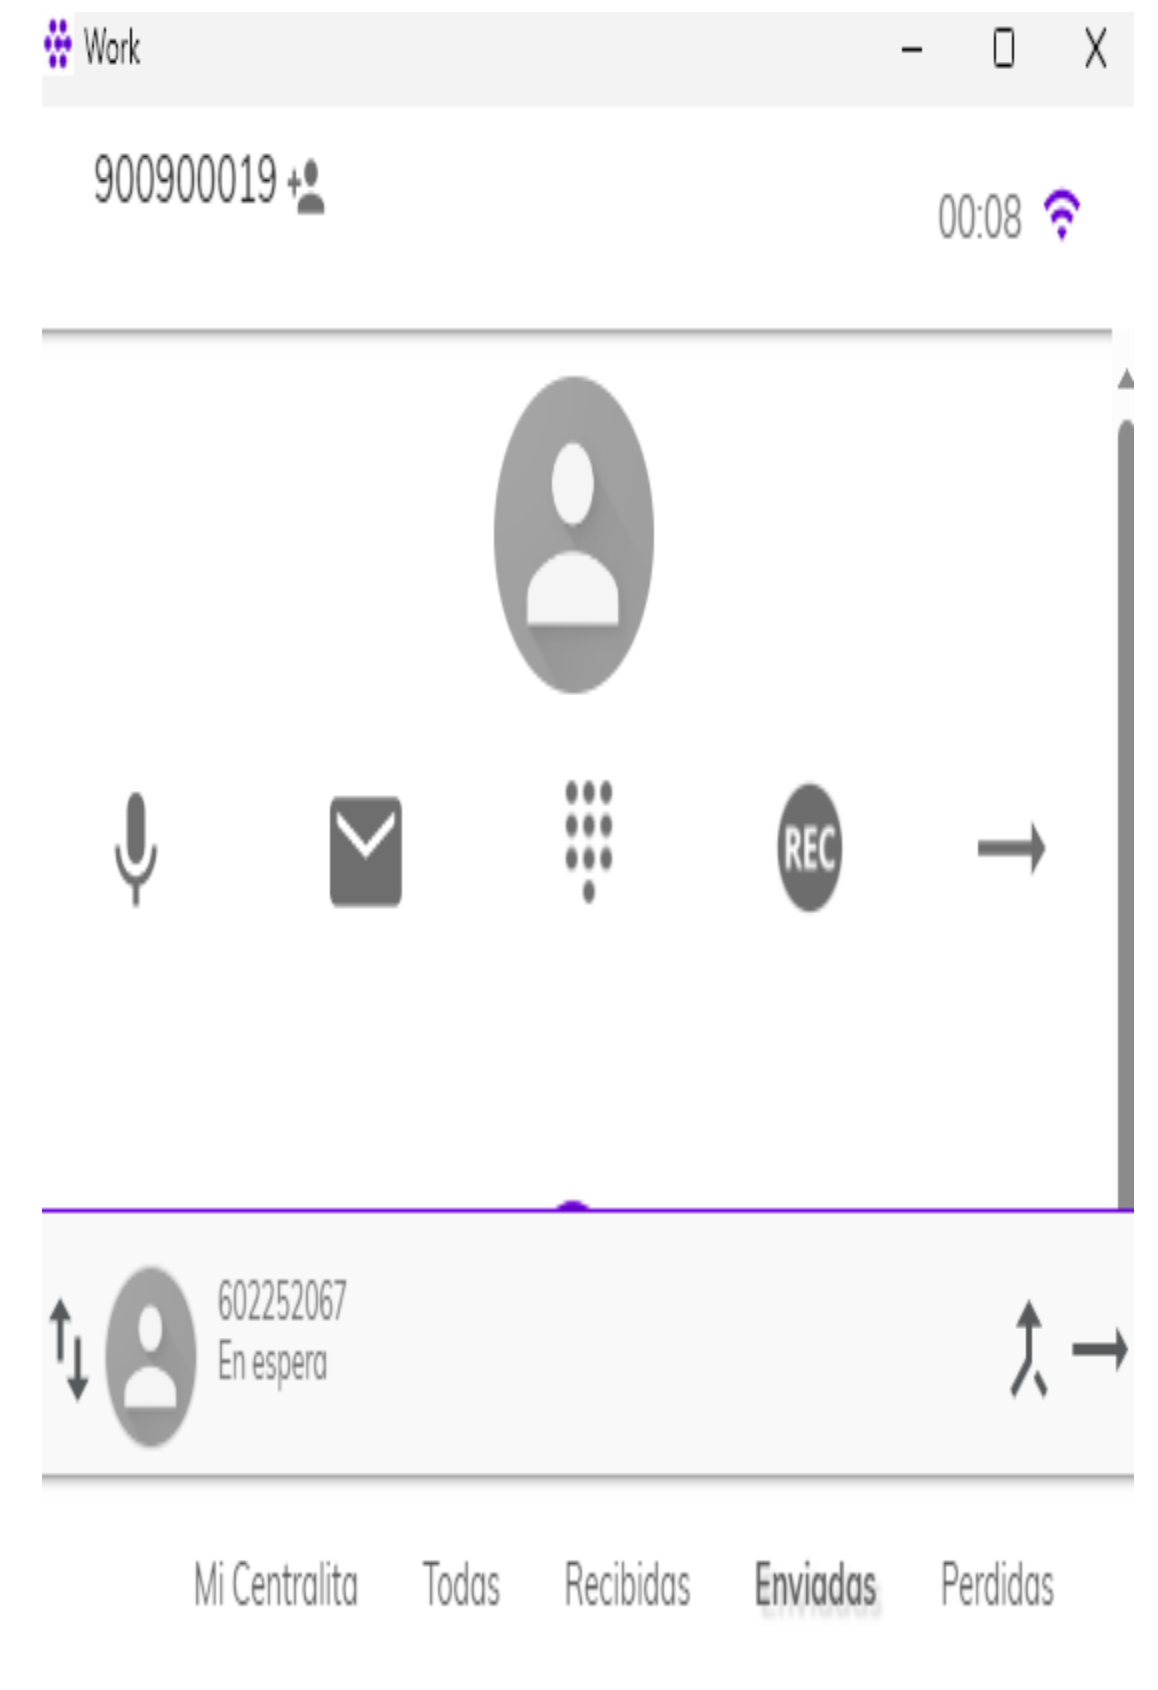 Work
900900019
00:08
REC
602252067
En espera
Mi Centralita Todas Recibidas Enviadas Perdidas